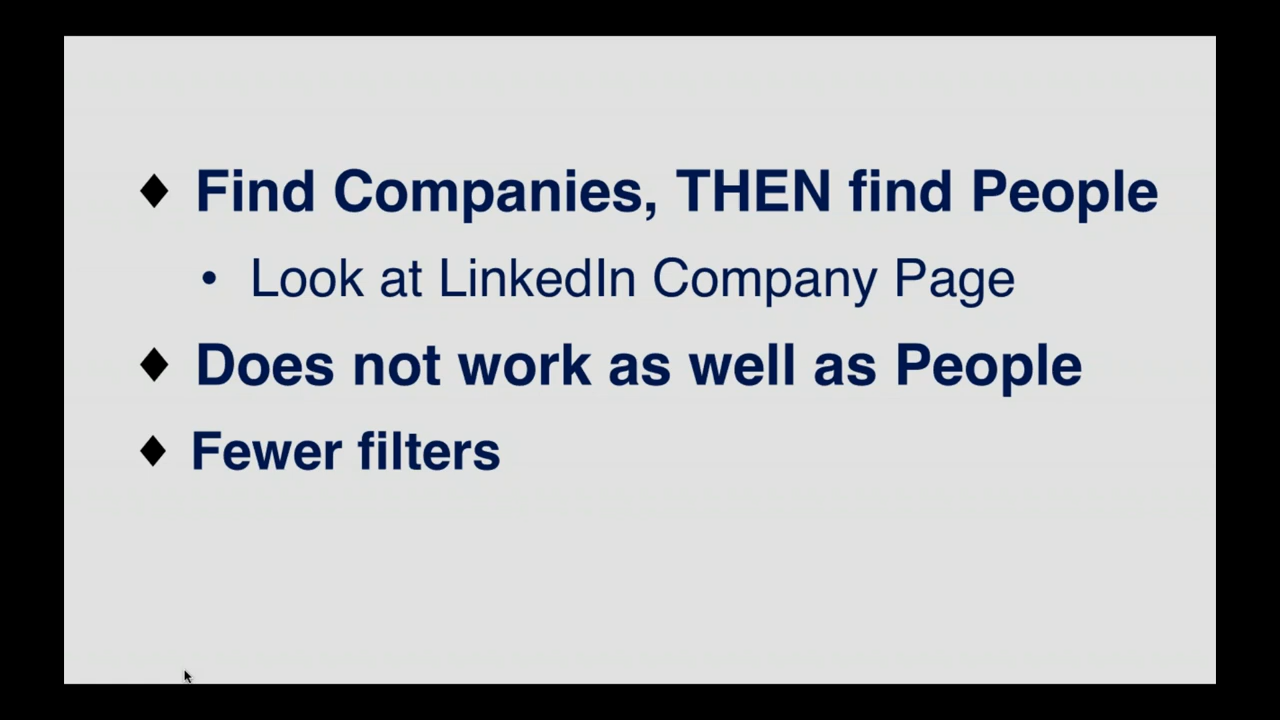 ♦ Find Companies, THEN find People
• Look at LinkedIn Company Page
♦ Does not work as well as People
♦ Fewer filters